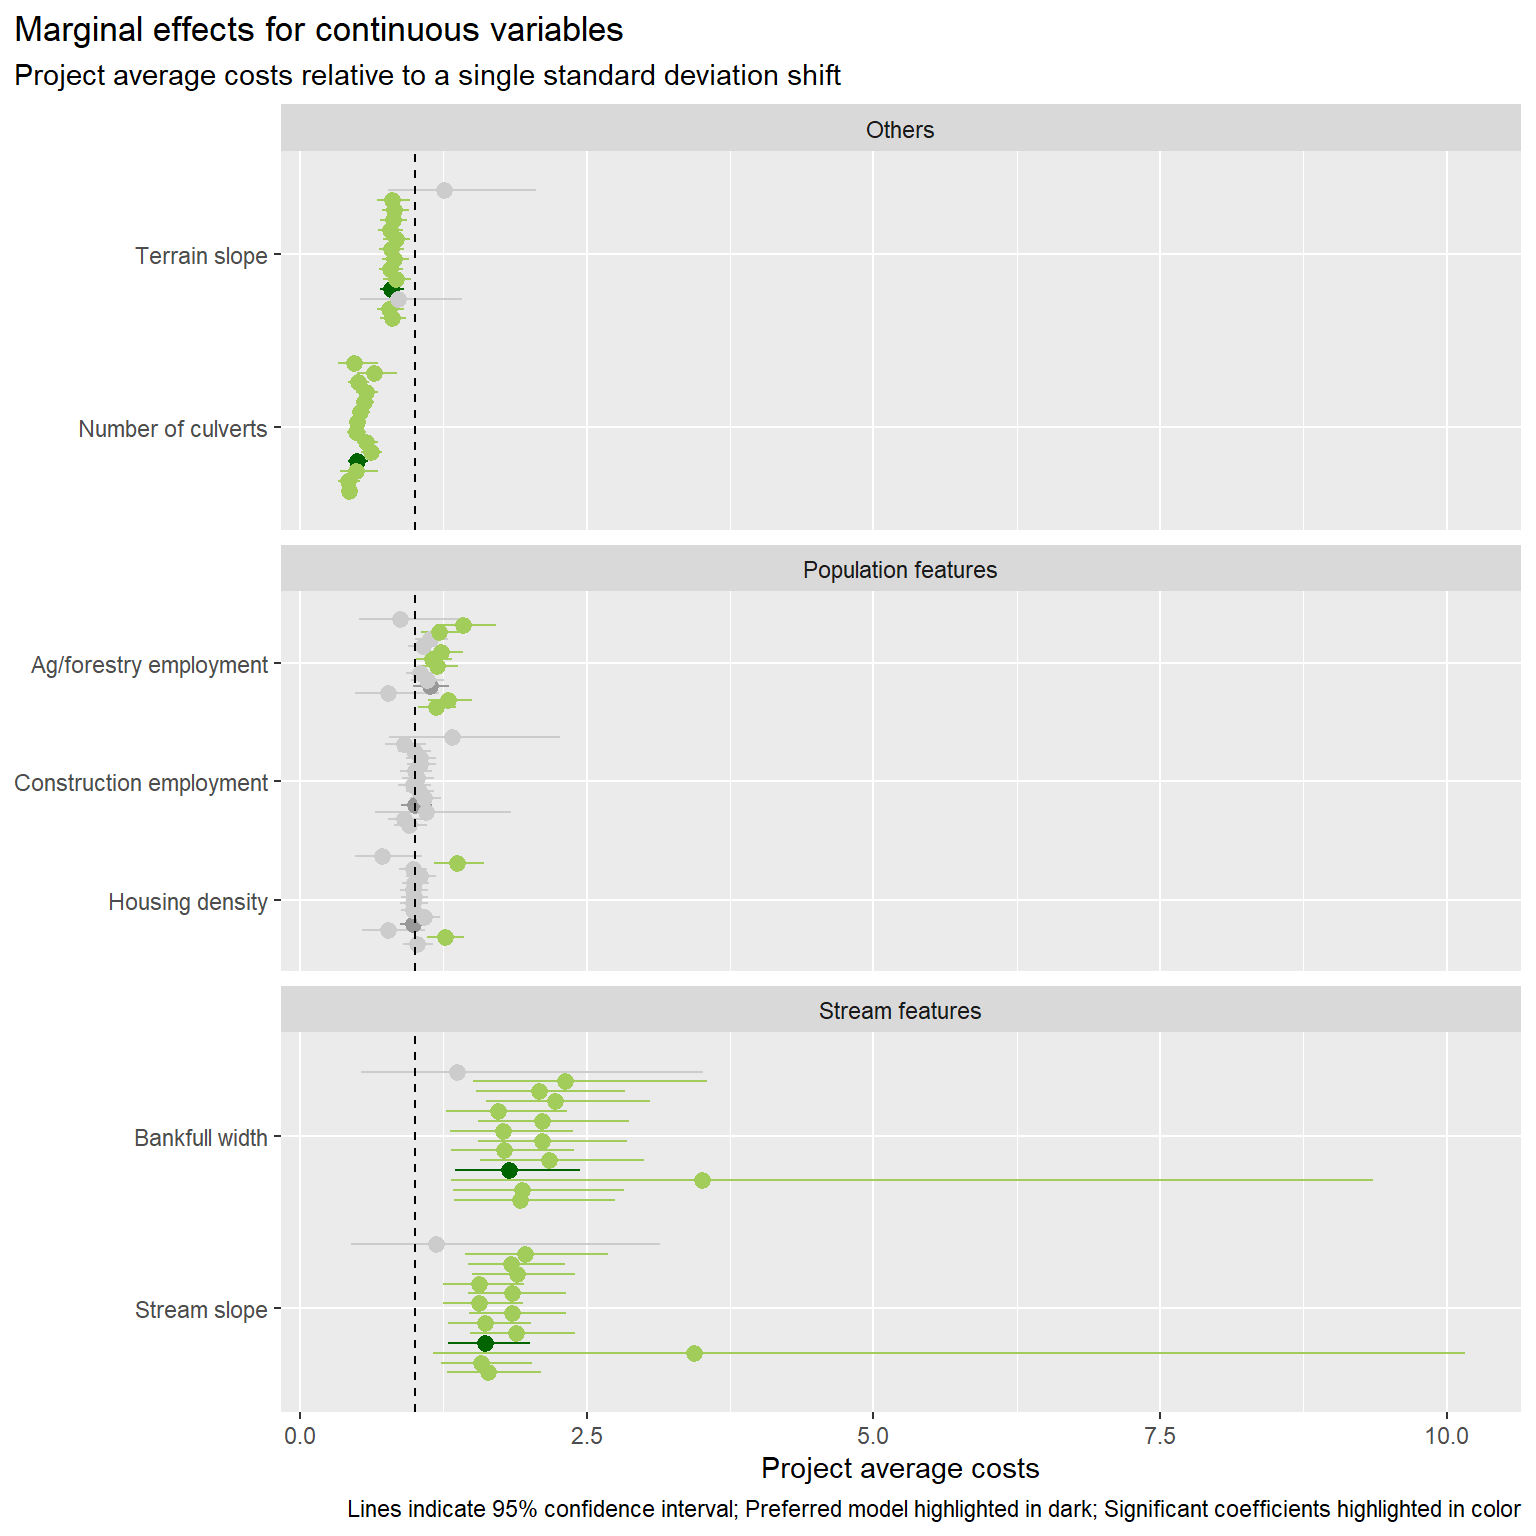 Marginal effects for continuous variables
Project average costs relative to a single standard deviation shift
Others
Terrain slope
Number of culverts
Population features
Ag/forestry employment
Construction employment
Housing density
Stream features
Bankfull width
Stream slope
0.0 2.5 5.0 7.5 10.0
Project average costs
Lines indicate 95% confidence interval; Preferred model highlighted in dark; Significant coefficients highlighted in color